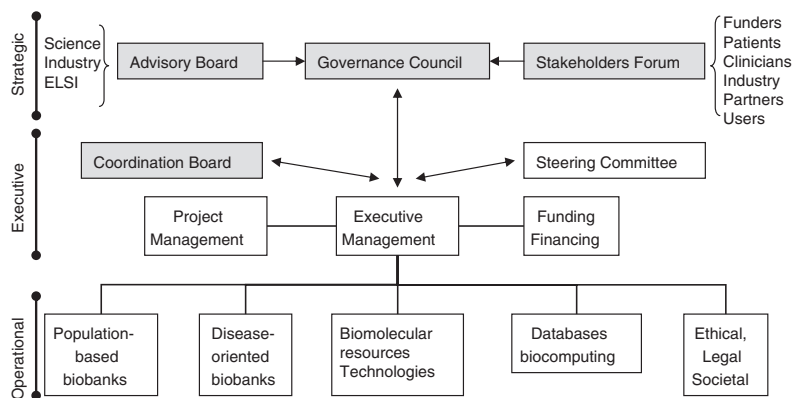 Strategic
Science
Industry
ELSI
Advisory Board
Governance Council
Stakeholders Forum
Funders
Patients
Clinicians
Industry
Partners
Users
Executive
Coordination Board
Steering Committee
Project
Management
Executive
Management
Funding
Financing
Operational
Population-
based
biobanks
Disease-
oriented
biobanks
Biomolecular
resources
Technologies
Databases
biocomputing
Ethical,
Legal
Societal